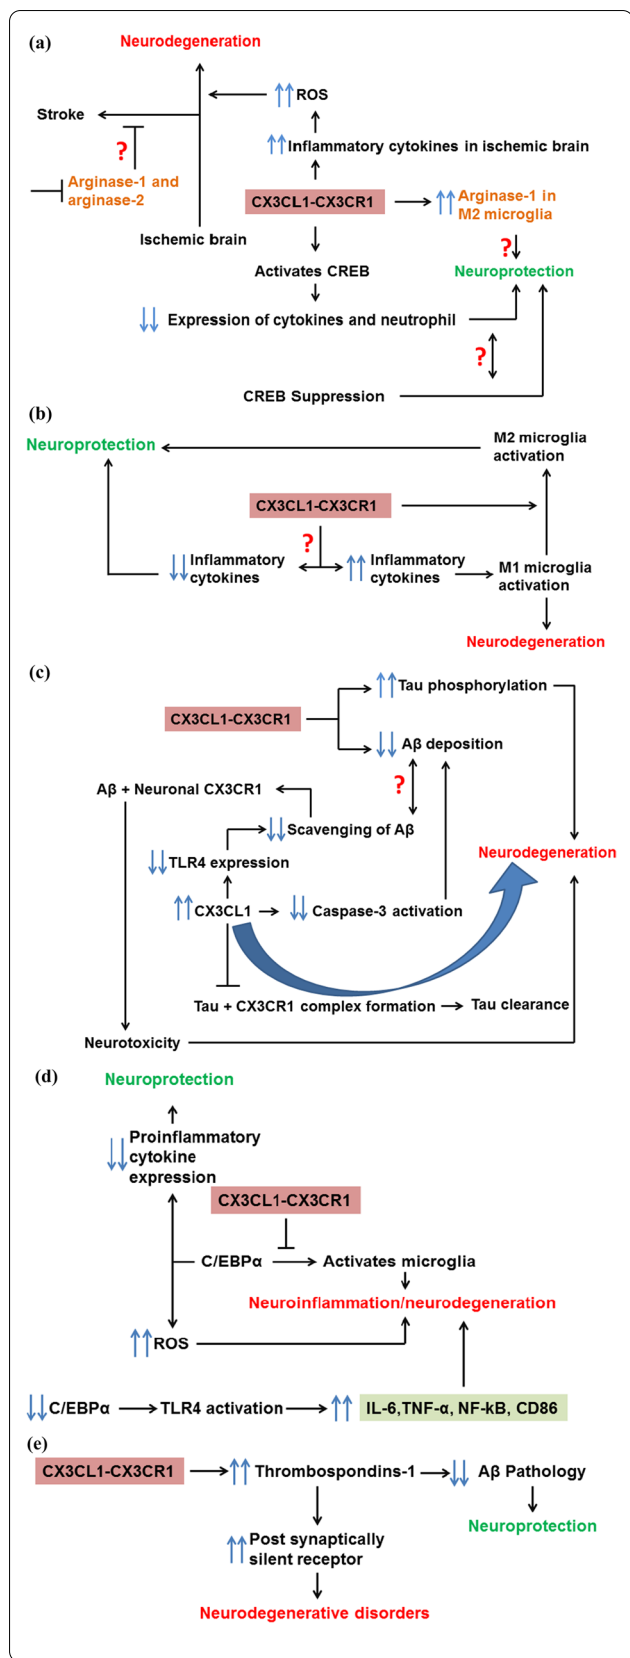 (a)
Neurodegeneration
ROS
Stroke
?
Inflammatory cytokines in ischemic brain
Arginase-1 and
arginase-2
CX3CL1-CX3CR1
Arginase-1 in
M2 microglia
Ischemic brain
?
Activates CREB
Neuroprotection
Expression of cytokines and neutrophil
?
CREB Suppression
(b)
Neuroprotection
M2 microglia
activation
CX3CL1-CX3CR1
?
Inflammatory
cytokines
Inflammatory
cytokines
M1 microglia
activation
Neurodegeneration
(c)
Tau phosphorylation
CX3CL1-CX3CR1
Aβ deposition
Aβ + Neuronal CX3CR1
?
Scavenging of Aβ
TLR4 expression
Neurodegeneration
CX3CL1
Caspase-3 activation
Tau + CX3CR1 complex formation
Tau clearance
Neurotoxicity
(d)
Neuroprotection
Proinflammatory
cytokine
expression
CX3CL1-CX3CR1
C/EBPα
Activates microglia
Neuroinflammation/neurodegeneration
ROS
C/EBPα
TLR4 activation
IL-6,TNF-α, NF-kB, CD86
(e)
CX3CL1-CX3CR1
Thrombospondins-1
Aβ Pathology
Neuroprotection
Post synaptically
silent receptor
Neurodegenerative disorders